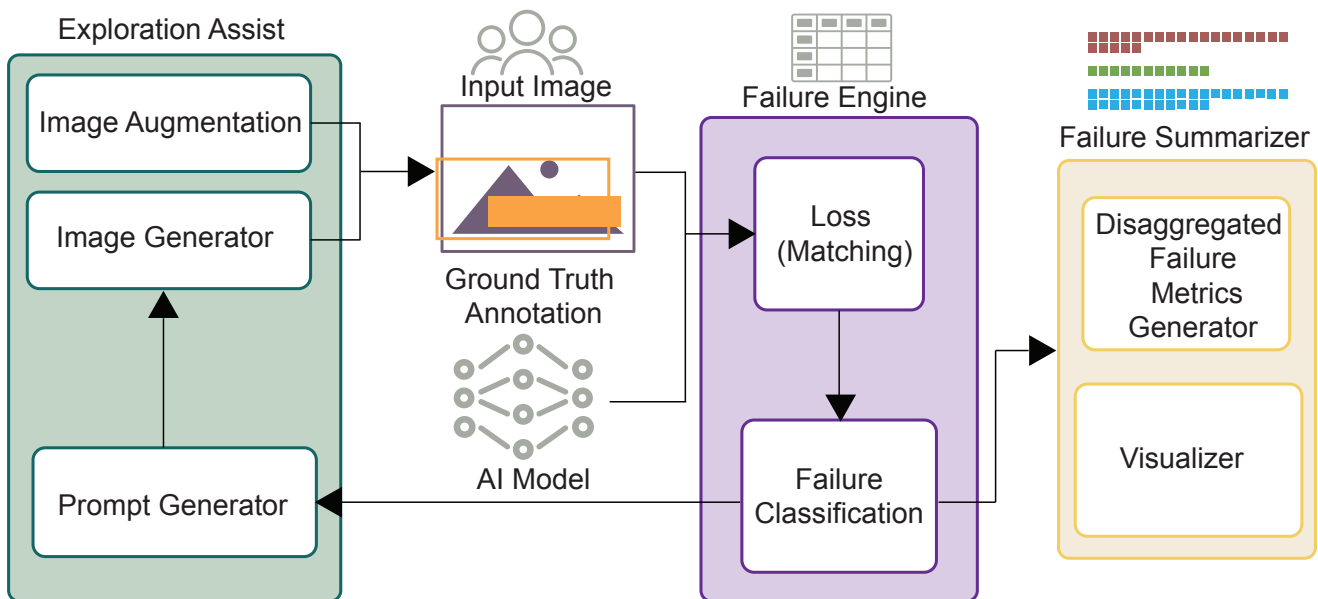 Exploration Assist
Image Augmentation
Image Generator
Prompt Generator
Input Image
Ground Truth
Annotation
AI Model
Failure Engine
Loss
(Matching)
Failure
Classification
Failure Summarizer
Disaggregated
Failure
Metrics
Generator
Visualizer